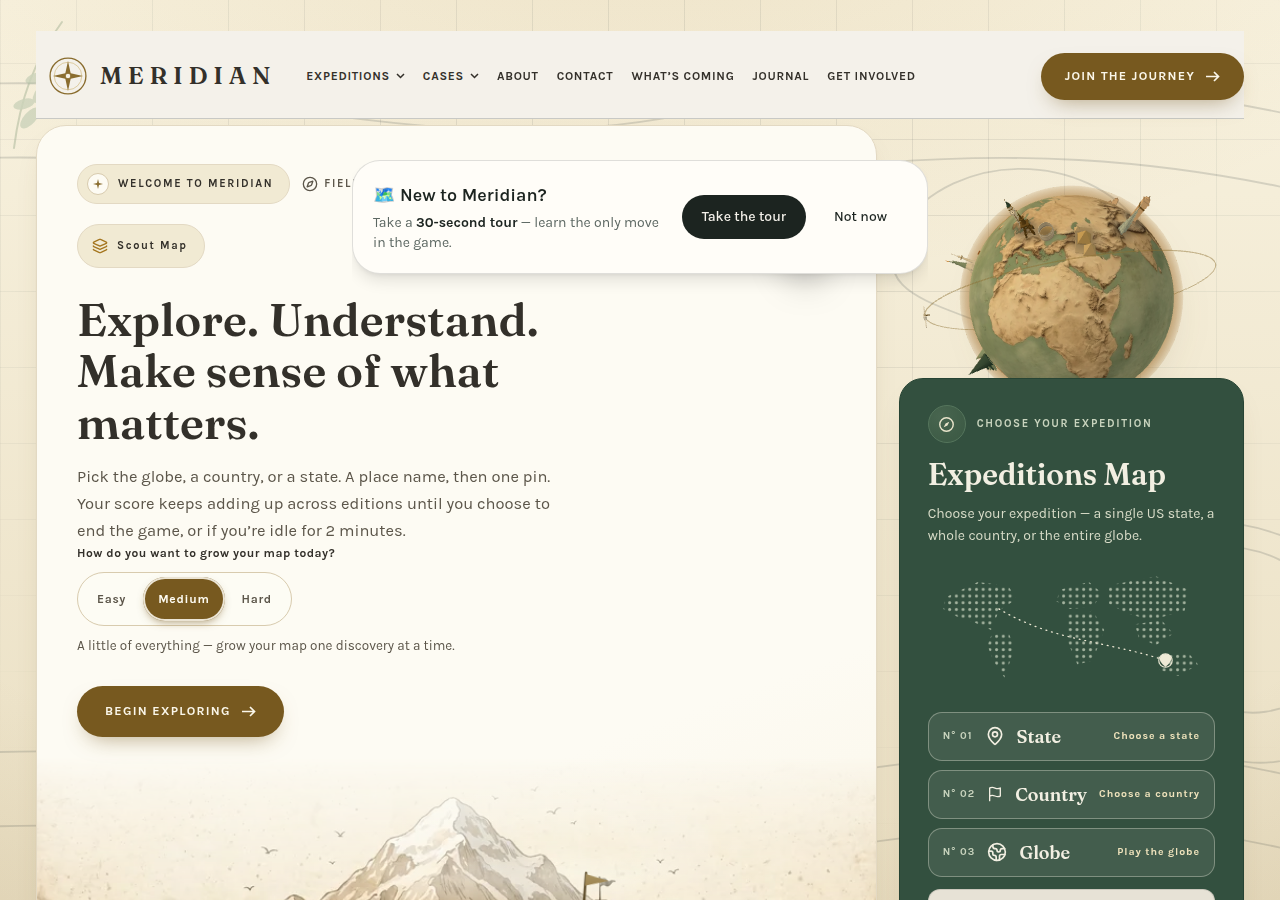 MERIDIAN
EXPEDITIONS
CASES
ABOUT
CONTACT
WHAT'S COMING
JOURNAL
GET INVOLVED
JOIN THE JOURNEY
WELCOME TO MERIDIAN
Scout Map
🗺️ New to Meridian?
Take a 30-second tour — learn the only move
in the game.
Take the tour
Not now
Explore. Understand.
Make sense of what
matters.
Pick the globe, a country, or a state. A place name, then one pin.
Your score keeps adding up across editions until you choose to
end the game, or if you’re idle for 2 minutes.
How do you want to grow your map today?
Easy
Medium
Hard
A little of everything — grow your map one discovery at a time.
BEGIN EXPLORING
CHOOSE YOUR EXPEDITION
Expeditions Map
Choose your expedition — a single US state, a
whole country, or the entire globe.
N° 01
State
Choose a state
N° 02
Country
Choose a country
N° 03
Globe
Play the globe